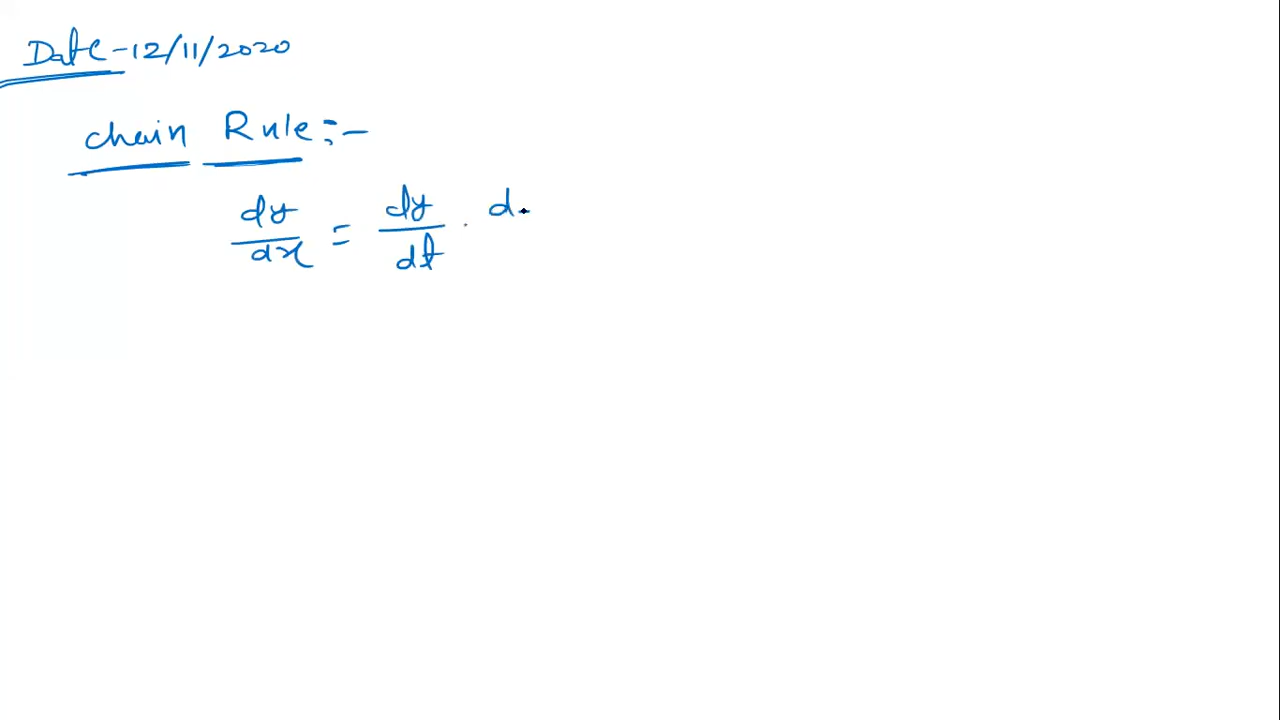 Date - 12/11/2020
Chain Rule :-
dy/dx = dy/dt . d